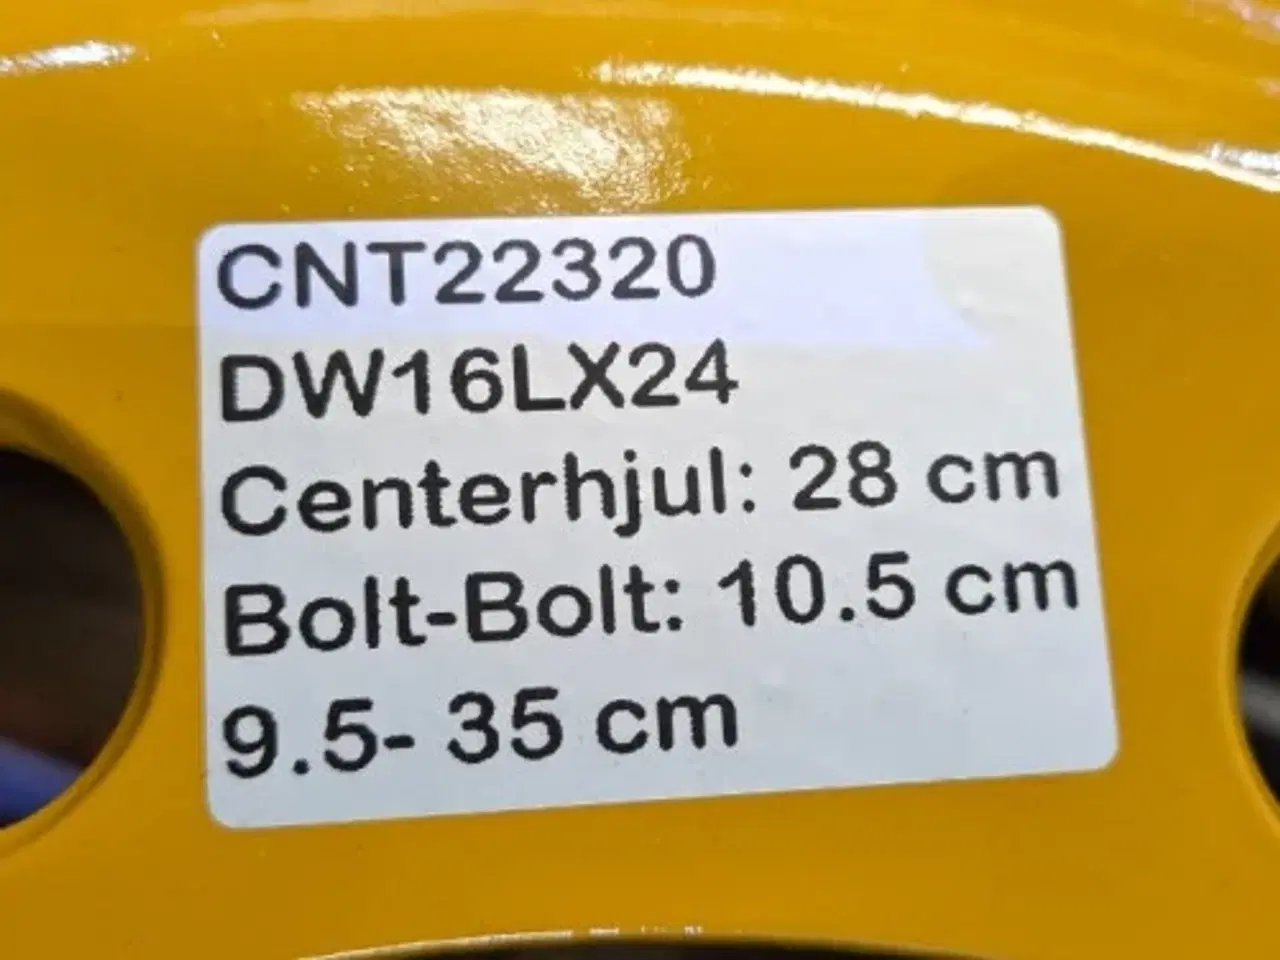 CNT22320
DW16LX24
Centerhjul: 28 cm
Bolt-Bolt: 10.5 cm
9.5- 35 cm